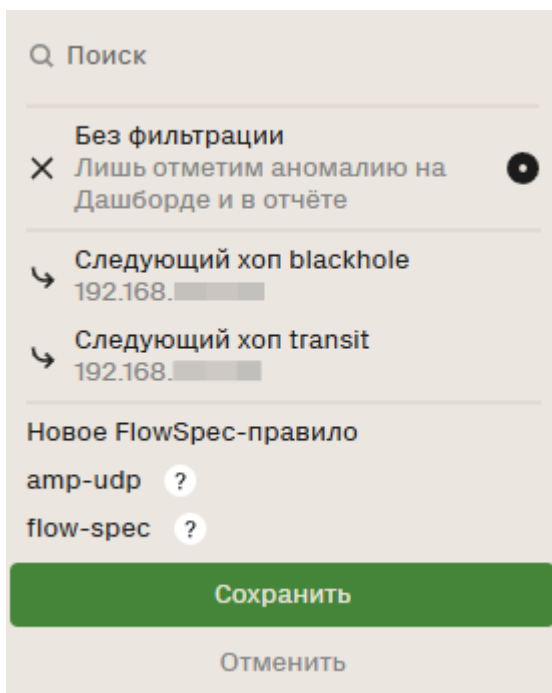 Поиск
Без фильтрации
Лишь отметим аномалию на
Дашборде и в отчёте
Следующий хоп blackhole
192.168.
Следующий хоп transit
192.168.
Новое FlowSpec-правило
amp-udp ?
flow-spec ?
Сохранить
Отменить